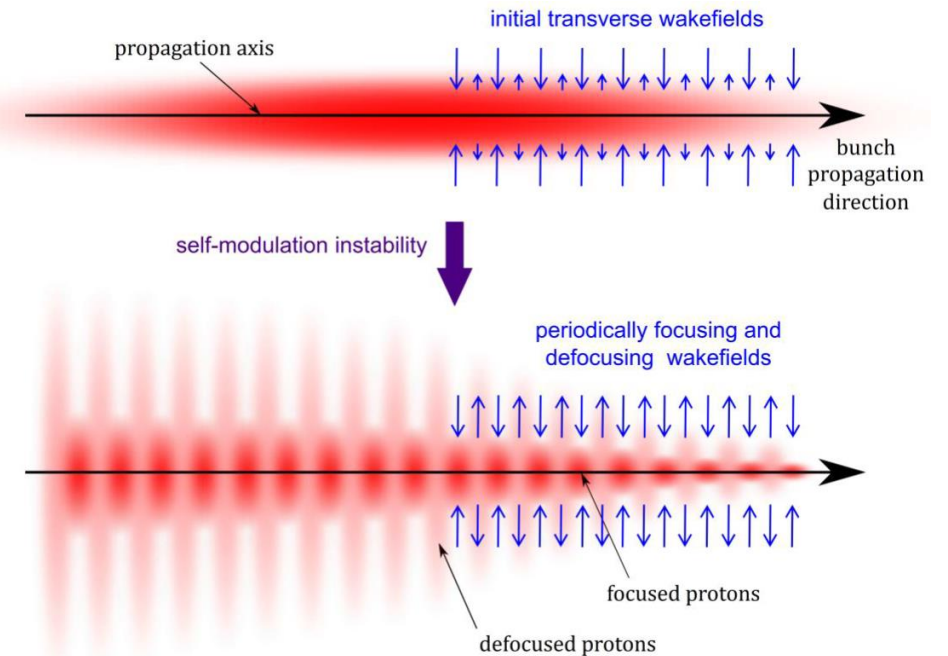 initial transverse wakefields
propagation axis
bunch
propagation
direction
self-modulation instability
periodically focusing and
defocusing wakefields
focused protons
defocused protons